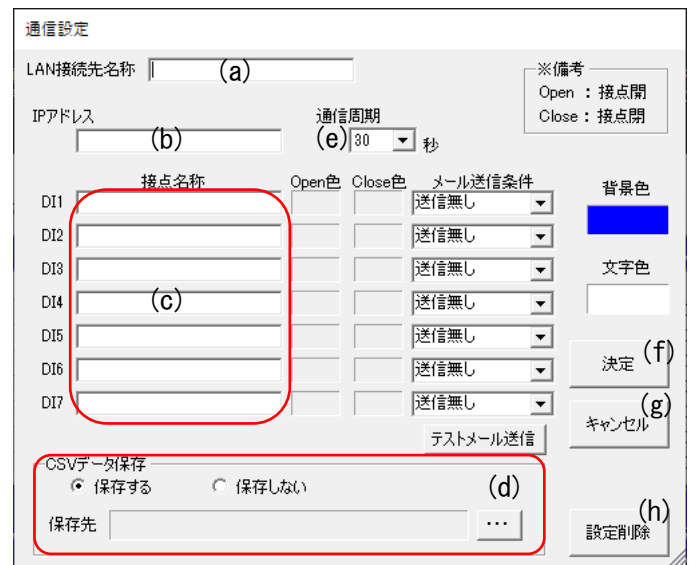 通信設定
LAN接続先名称 (a)
※備考
Open : 接点開
Close : 接点閉
IPアドレス
(b)
通信周期
(e) 30 秒
接点名称 Open色 Close色 メール送信条件
DI1 送信無し
DI2 送信無し
DI3 送信無し
DI4 (c) 送信無し
DI5 送信無し
DI6 送信無し
DI7 送信無し
背景色
文字色
決定 (f)
キャンセル (g)
テストメール送信
CSVデータ保存
保存する 保存しない (d)
保存先 ...
設定削除 (h)